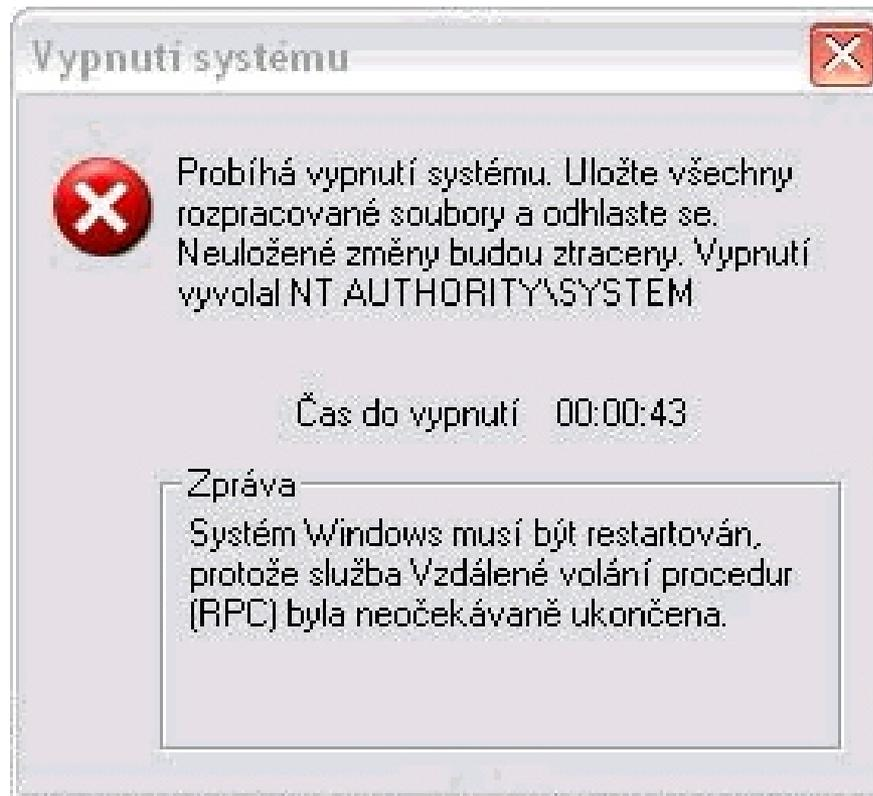 Vypnutí systému
Probíhá vypnutí systému. Uložte všechny
rozpracované soubory a odhlaste se.
Neuložené změny budou ztraceny. Vypnutí
vyvolal NT AUTHORITY\SYSTEM
Čas do vypnutí 00:00:43
Zpráva
Systém Windows musí být restartován,
protože služba Vzdálené volání procedur
(RPC) byla neočekávaně ukončena.